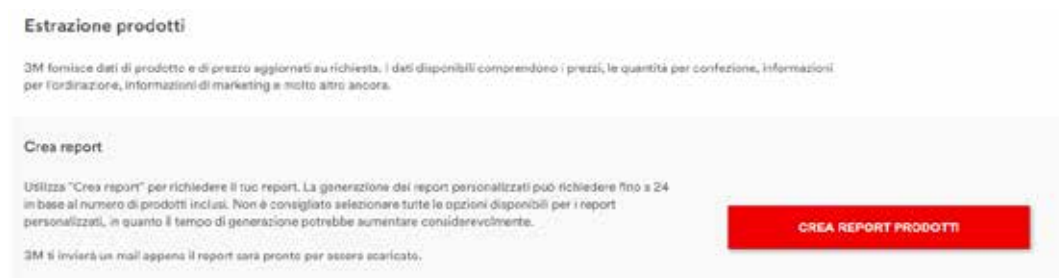 Estrazione prodotti
3M fornisce dati di prodotto e di prezzo aggiornati su richiesta. I dati disponibili comprendono i prezzi, le quantità per confezione, informazioni
per l'ordinazione, informazioni di marketing e molto altro ancora.
Crea report
Utilizza "Crea report" per richiedere il tuo report. La generazione dei report personalizzati può richiedere fino a 24
in base al numero di prodotti inclusi. Non è consigliato selezionare tutte le opzioni disponibili per i report
personalizzati, in quanto il tempo di generazione potrebbe aumentare considerevolmente.
CREA REPORT PRODOTTI
3M ti invierà un mail appena il report sarà pronto per essere scaricato.